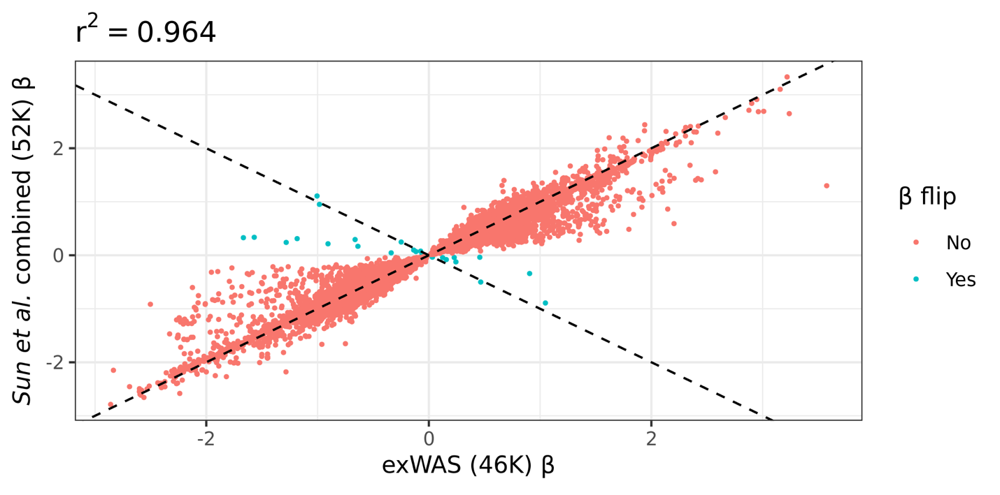 r² = 0.964
Sun et al. combined (52K) β
2
0
-2
-2
0
2
exWAS (46K) β
β flip
No
Yes